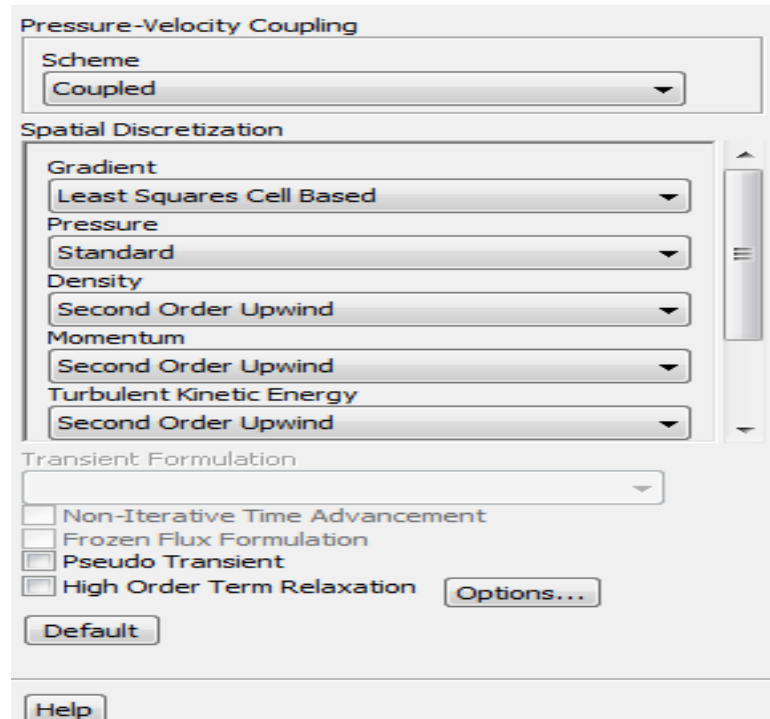 Pressure-Velocity Coupling
Scheme
Coupled
Spatial Discretization
Gradient
Least Squares Cell Based
Pressure
Standard
Density
Second Order Upwind
Momentum
Second Order Upwind
Turbulent Kinetic Energy
Second Order Upwind
Transient Formulation
Non-Iterative Time Advancement
Frozen Flux Formulation
Pseudo Transient
High Order Term Relaxation Options...
Default
Help